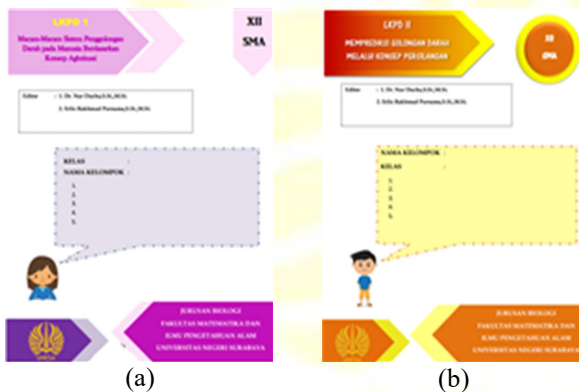 LKPD 1
Macam-Macam Sistem Penggolongan
Darah pada Manusia Berdasarkan
Konsep Aglutinasi
XII
SMA
Editor : 1. Dr. Nur Ducha,S.Si.,M.Si.
2. Erlix Rakhmad Purnama,S.Si.,M.Si.
KELAS :
NAMA KELOMPOK :
1.
2.
3.
4.
5.
JURUSAN BIOLOGI
FAKULTAS MATEMATIKA DAN
ILMU PENGETAHUAN ALAM
UNIVERSITAS NEGERI SURABAYA
(a)
LKPD II
MEMPREDIKSI GOLONGAN DARAH
MELALUI KONSEP PERSILANGAN
XII
SMA
Editor : 1. Dr. Nur Ducha,S.Si.,M.Si.
2. Erlix Rakhmad Purnama,S.Si.,M.Si.
NAMA KELOMPOK :
KELAS :
1.
2.
3.
4.
5.
JURUSAN BIOLOGI
FAKULTAS MATEMATIKA DAN
ILMU PENGETAHUAN ALAM
UNIVERSITAS NEGERI SURABAYA
(b)